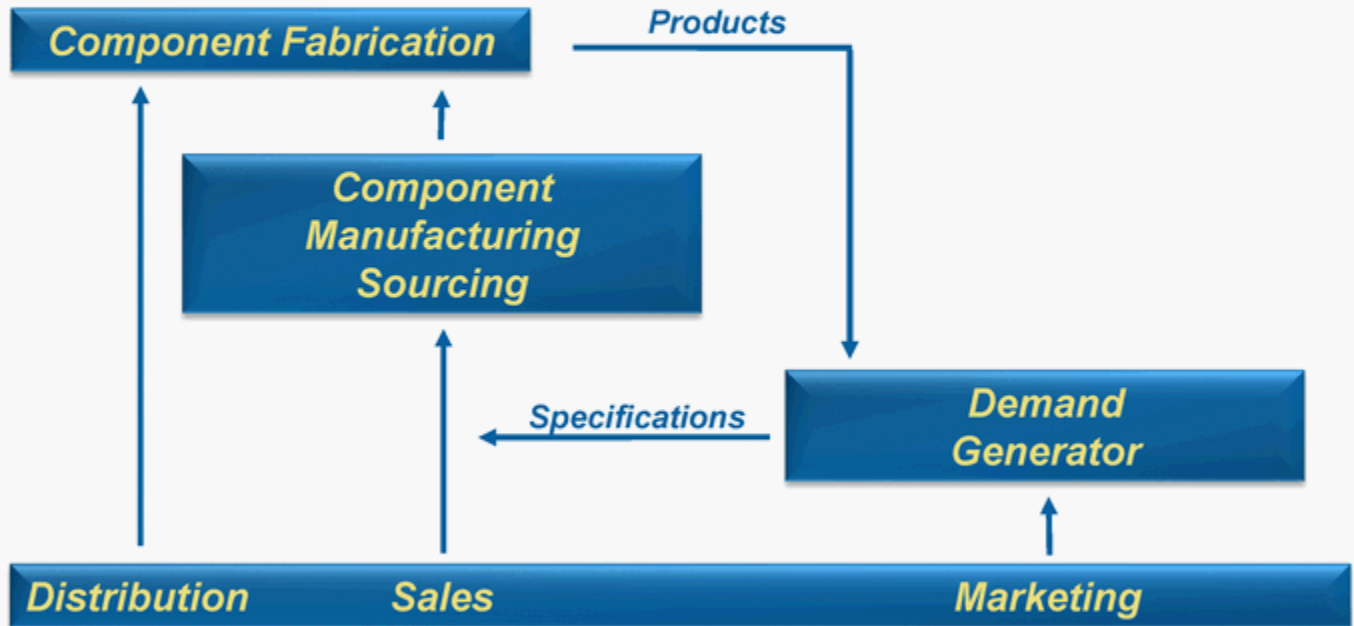 Products
Component Fabrication
Component
Manufacturing
Sourcing
Specifications
Demand
Generator
Distribution Sales Marketing